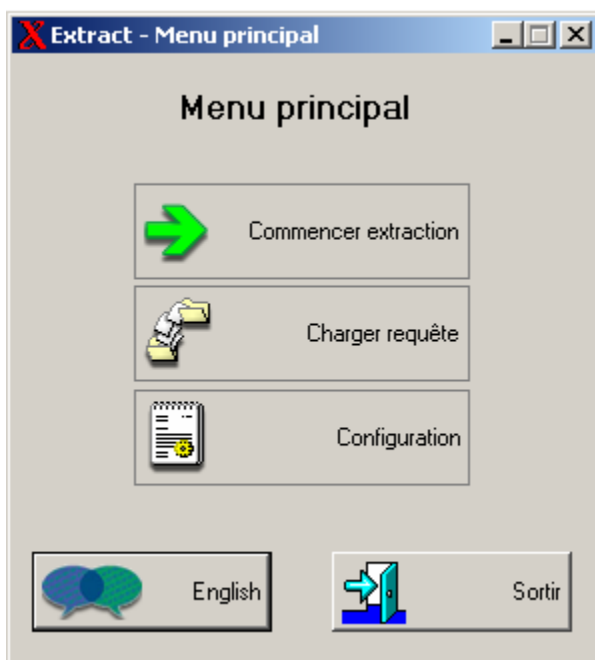 Extract - Menu principal
Menu principal
Commencer extraction
Charger requête
Configuration
English
Sortir